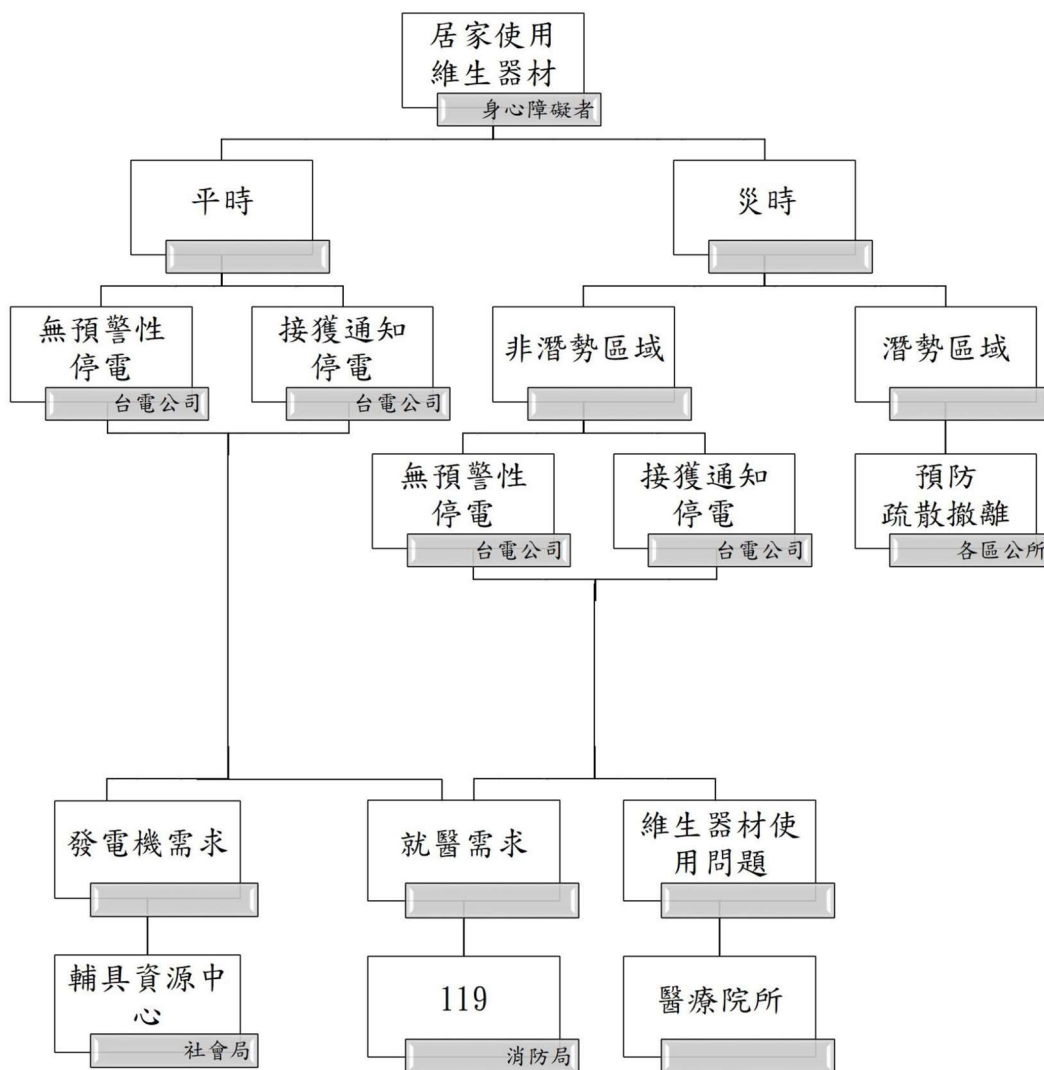 居家使用
維生器材
身心障礙者
平時
災時
無預警性
停電
台電公司
接獲通知
停電
台電公司
非潛勢區域
潛勢區域
無預警性
停電
台電公司
接獲通知
停電
台電公司
預防
疏散撤離
各區公所
發電機需求
就醫需求
維生器材使
用問題
輔具資源中
心
社會局
119
消防局
醫療院所